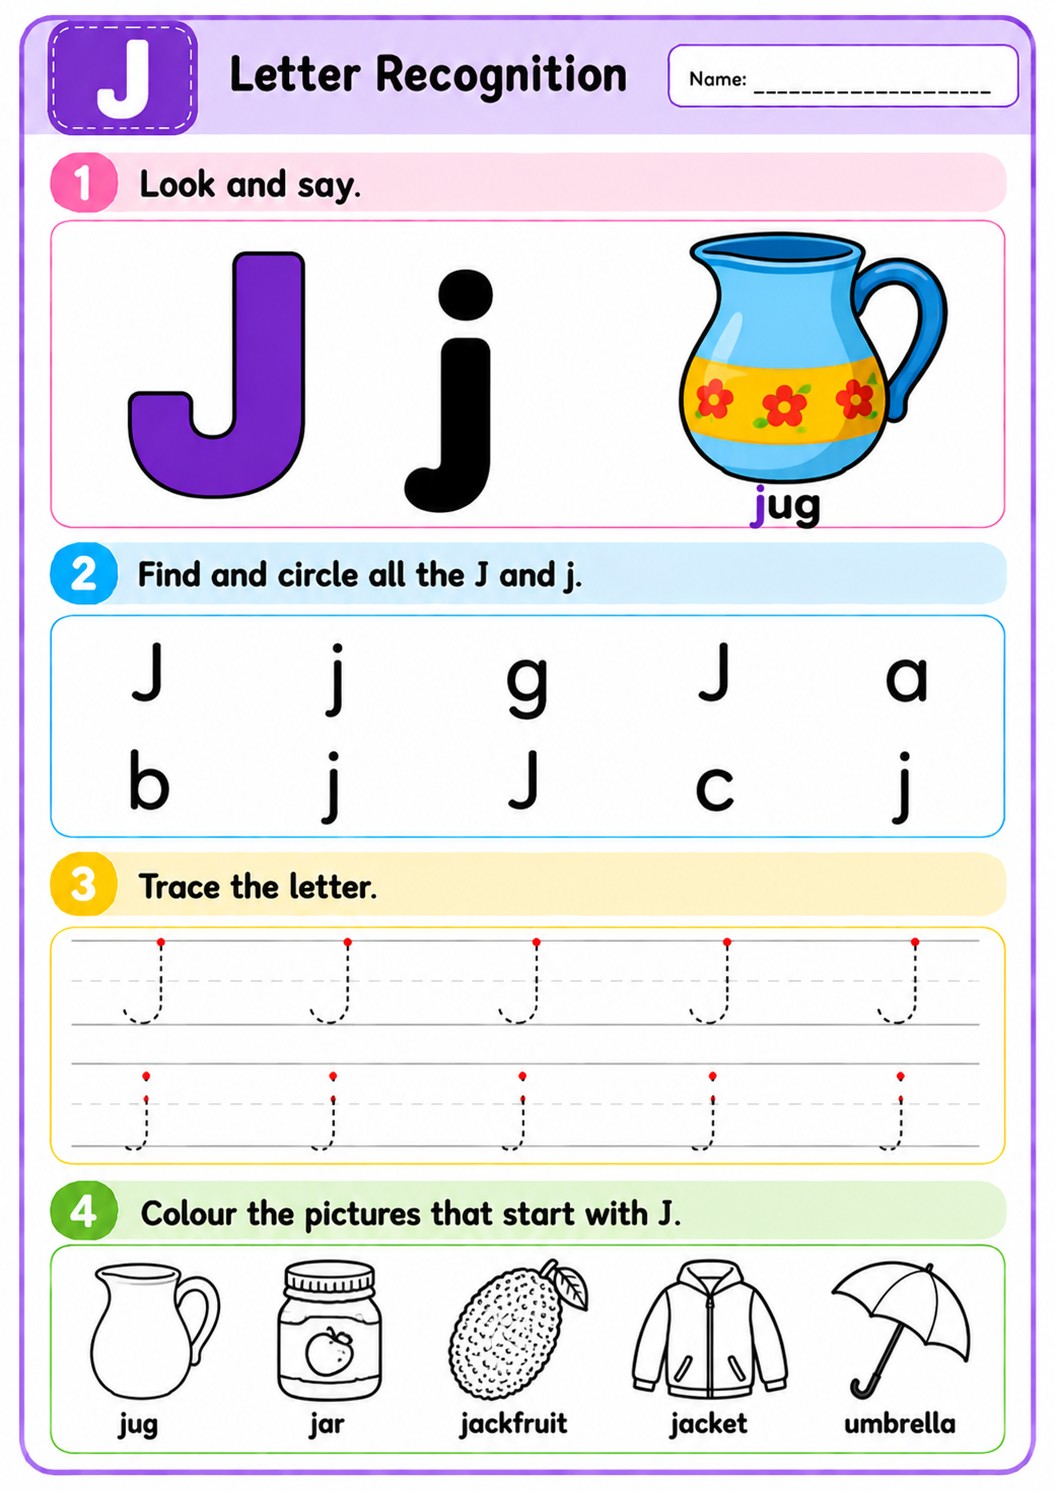 J
Letter Recognition
Name: ____________________
1 Look and say.
J j
jug
2 Find and circle all the J and j.
J j g J a
b j J c j
3 Trace the letter.
J J J J J
j j j j j
4 Colour the pictures that start with J.
jug jar jackfruit jacket umbrella